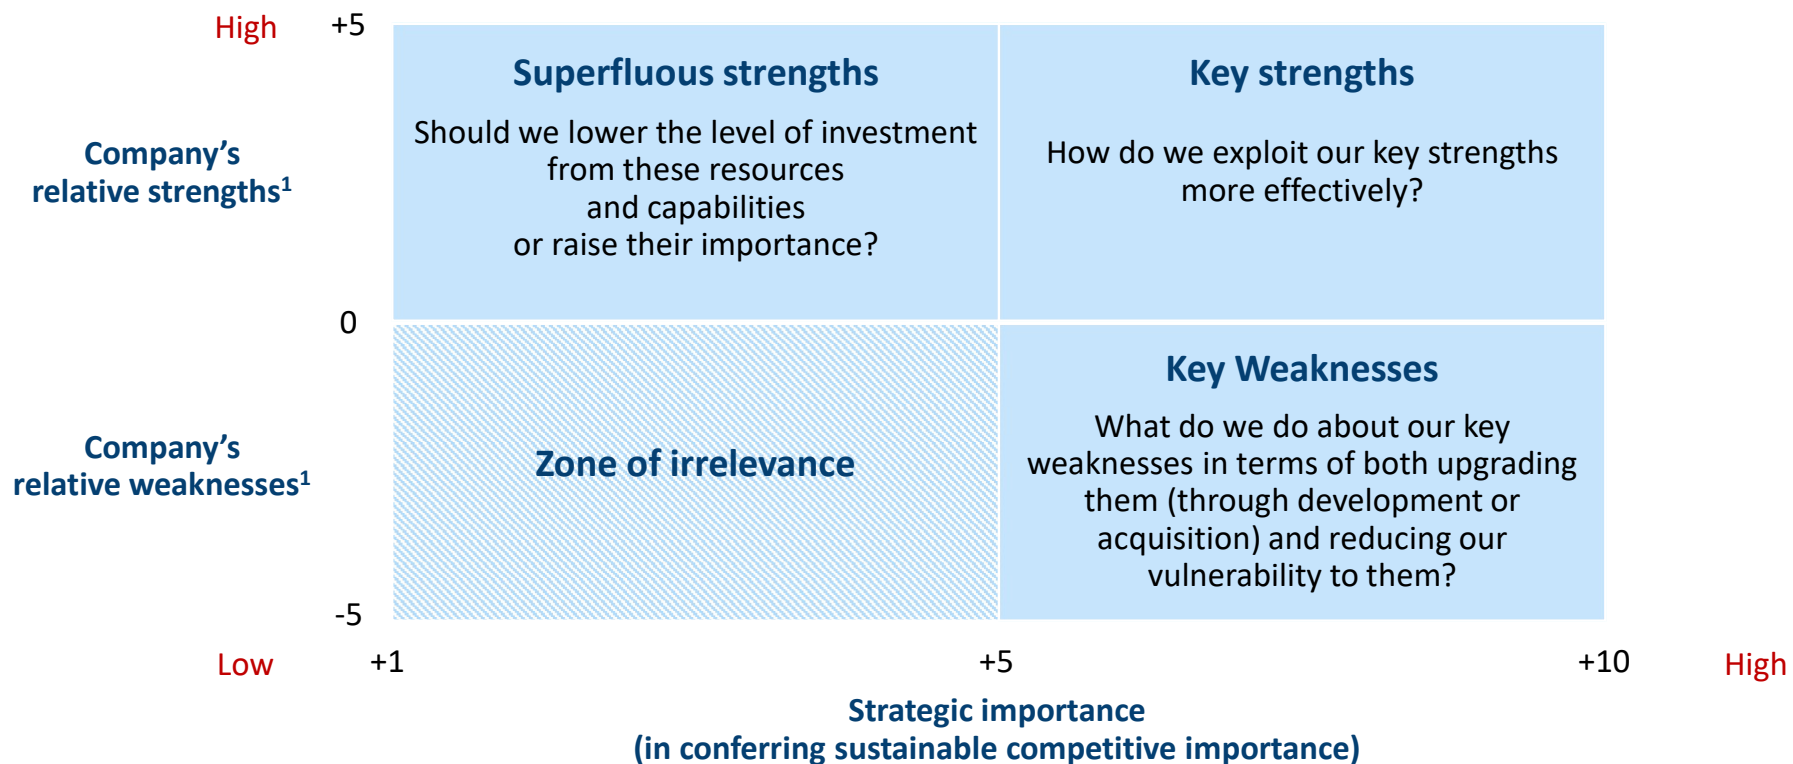 High
+5
Superfluous strengths
Should we lower the level of investment
from these resources
and capabilities
or raise their importance?
Key strengths
How do we exploit our key strengths
more effectively?
Company's
relative strengths¹
0
Company's
relative weaknesses¹
Zone of irrelevance
Key Weaknesses
What do we do about our key
weaknesses in terms of both upgrading
them (through development or
acquisition) and reducing our
vulnerability to them?
-5
Low
+1
+5
+10
High
Strategic importance
(in conferring sustainable competitive importance)